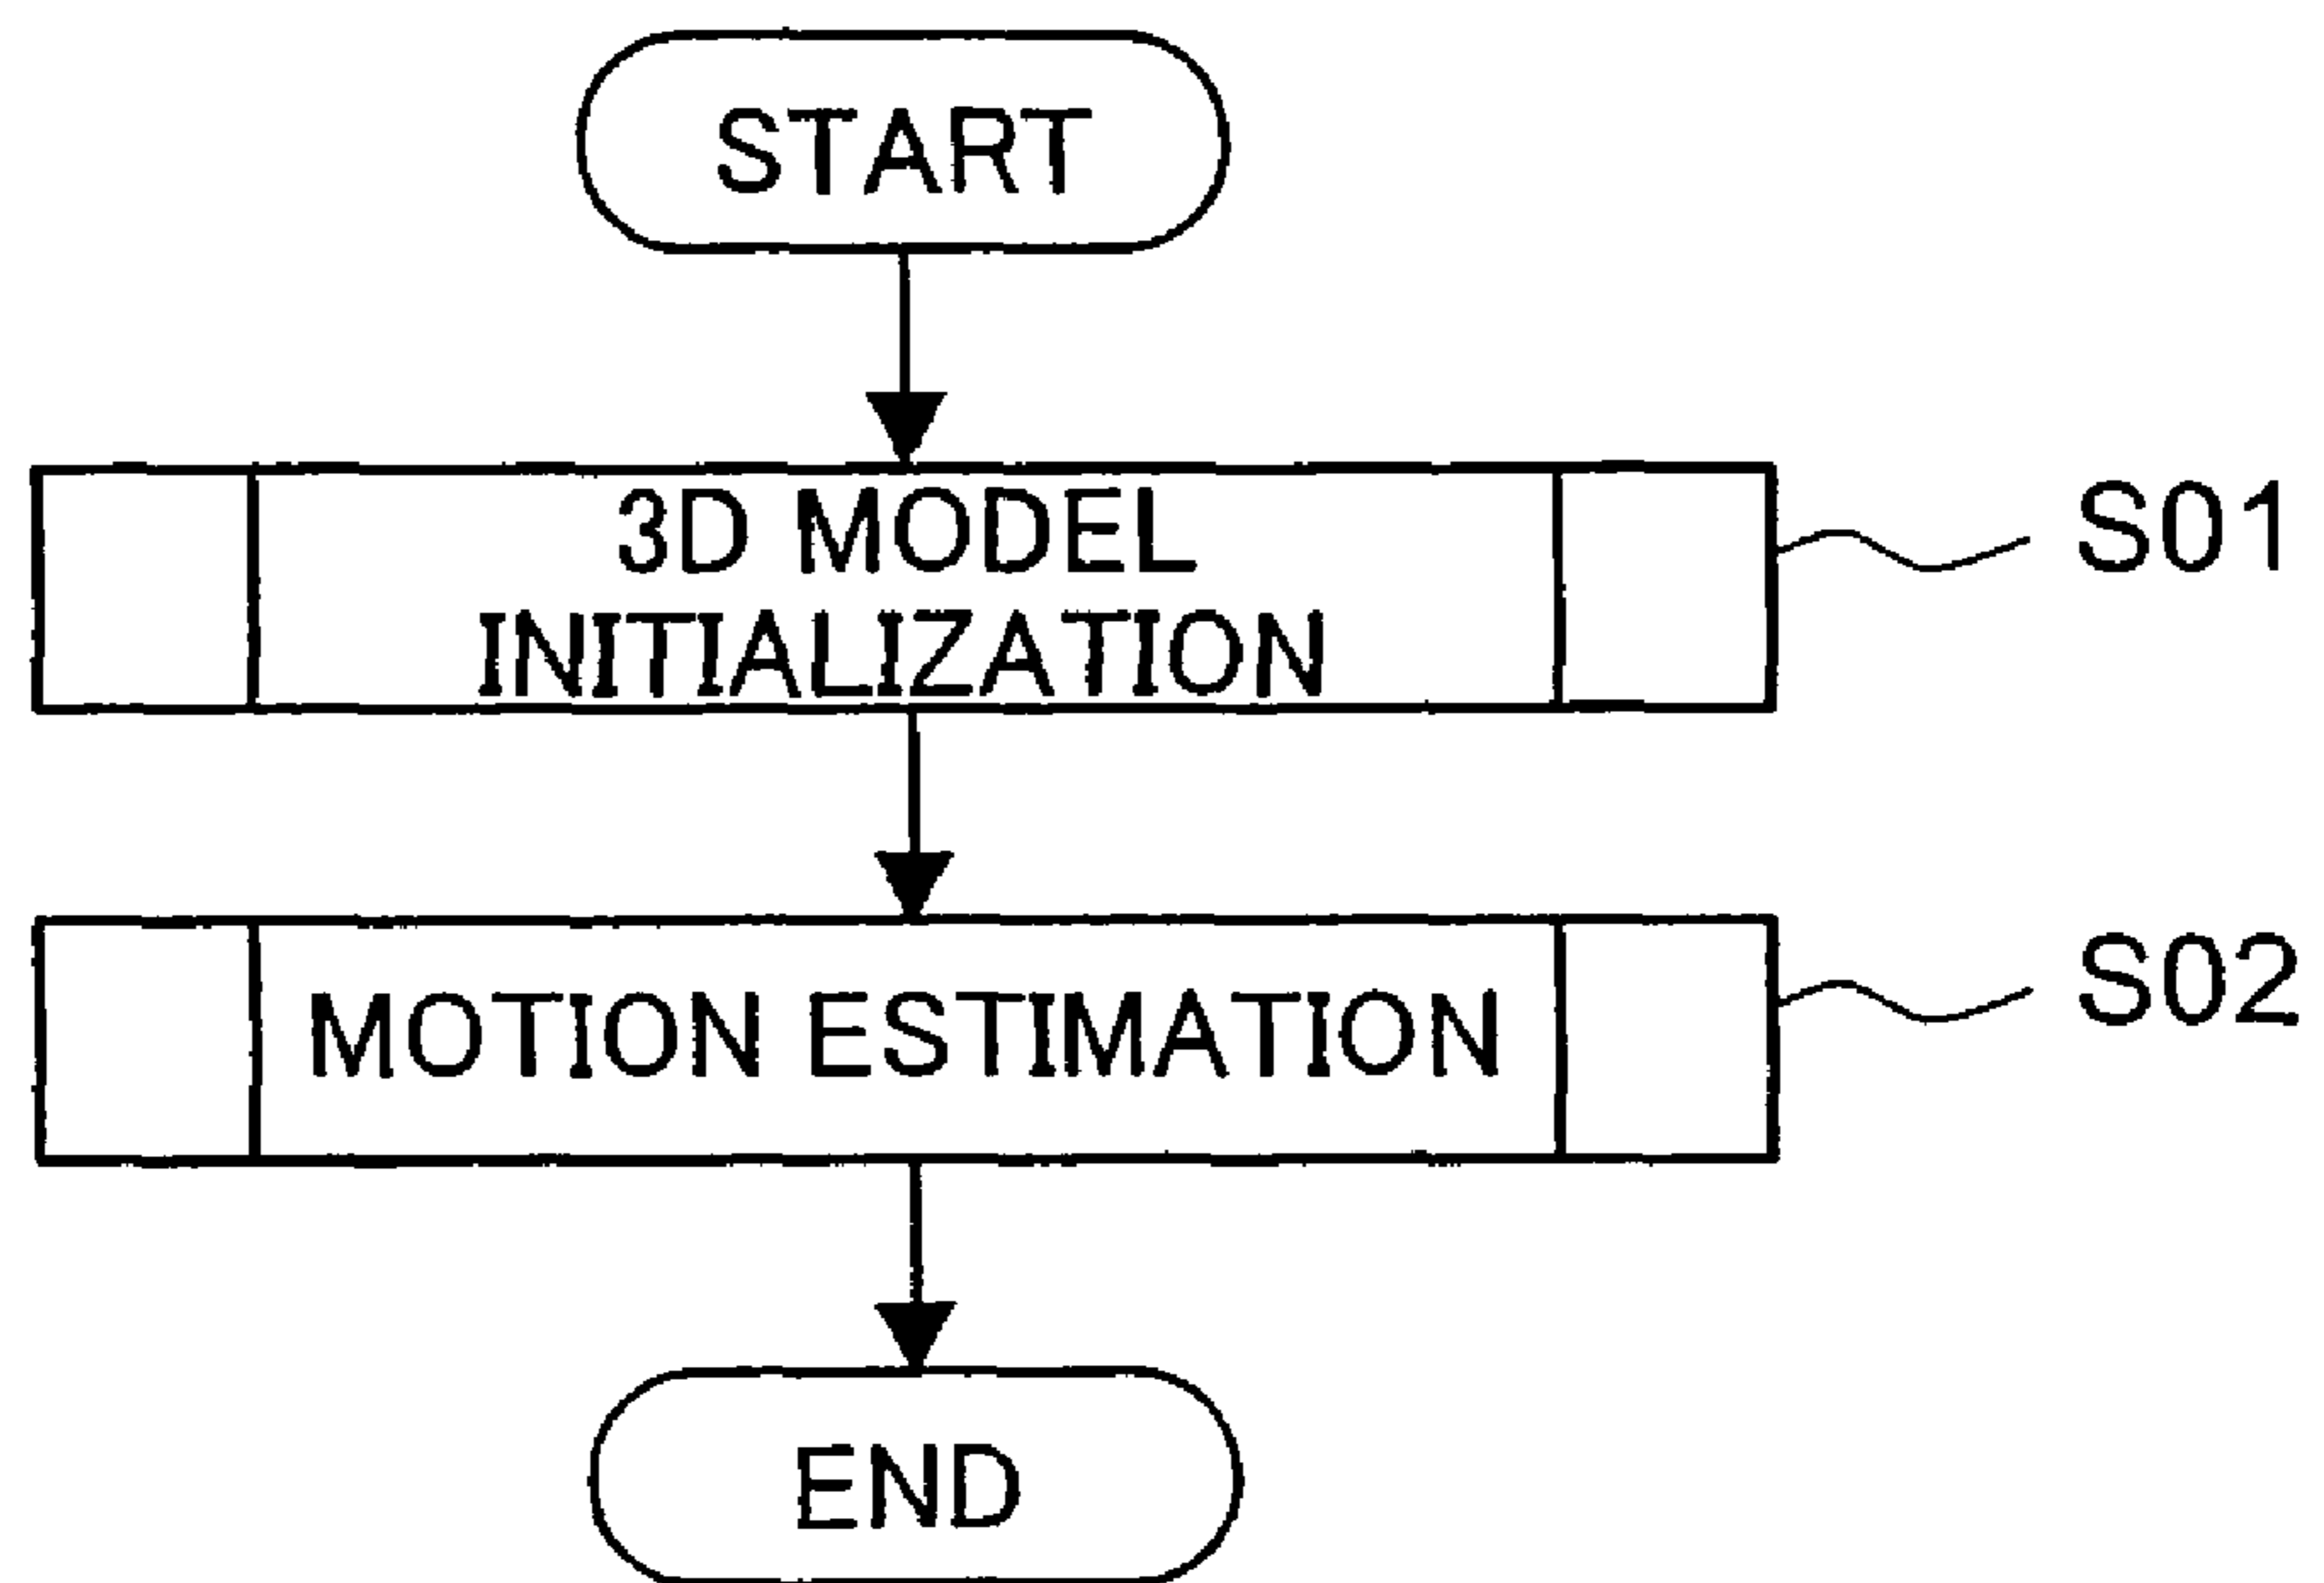 START
3D MODEL
INITIALIZATION
S01
MOTION ESTIMATION
S02
END